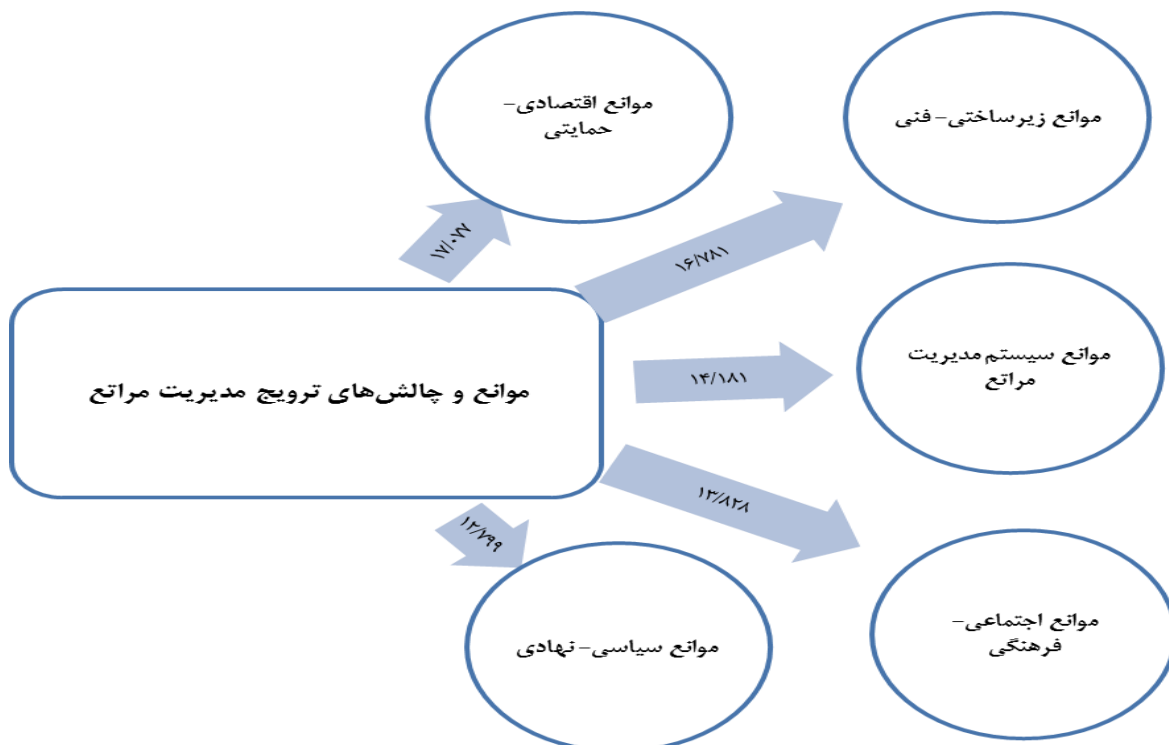 موانع اقتصادی-
حمایتی
موانع زیرساختی- فنی
۱۷/۰۷۷
۱۶/۷۸۱
موانع سیستم مدیریت
مراتع
۱۴/۱۸۱
موانع و چالش‌های ترویج مدیریت مراتع
۱۳/۸۲۸
۱۲/۷۹۹
موانع اجتماعی-
فرهنگی
موانع سیاسی- نهادی